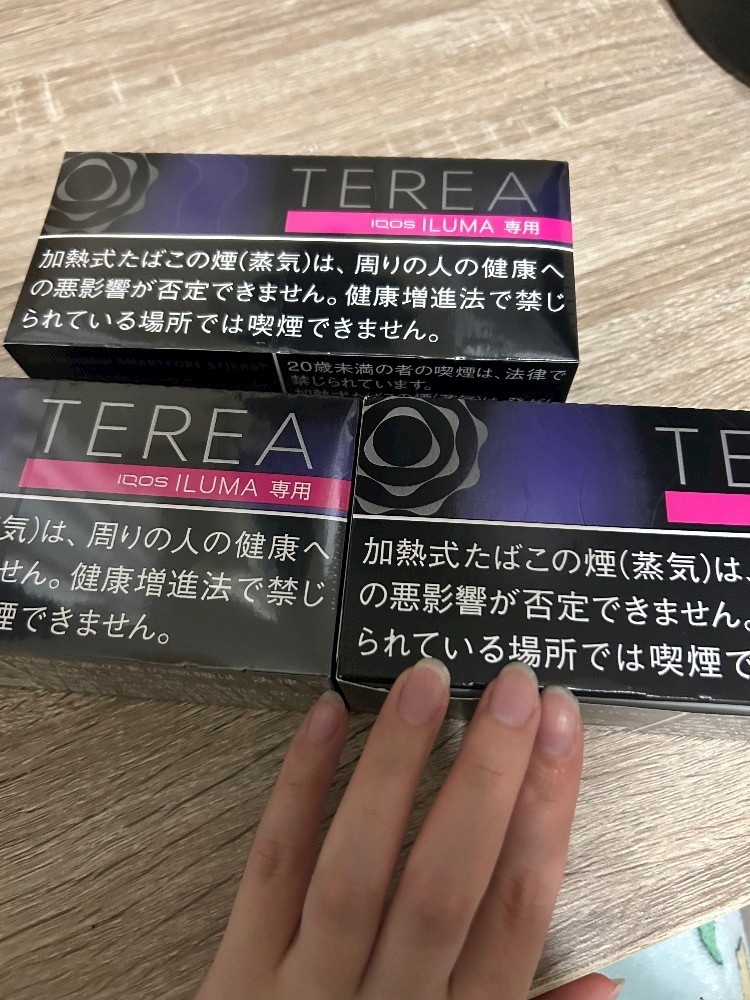 TEREA
IQOS ILUMA 専用
加熱式たばこの煙(蒸気)は、周りの人の健康へ
の悪影響が否定できません。健康増進法で禁じ
られている場所では喫煙できません。
20歳未満の者の喫煙は、法律で
禁じられています。
TEREA
IQOS ILUMA 専用
気)は、周りの人の健康へ
せん。健康増進法で禁じ
煙できません。
TE
加熱式たばこの煙(蒸気)は、
の悪影響が否定できません。
られている場所では喫煙で